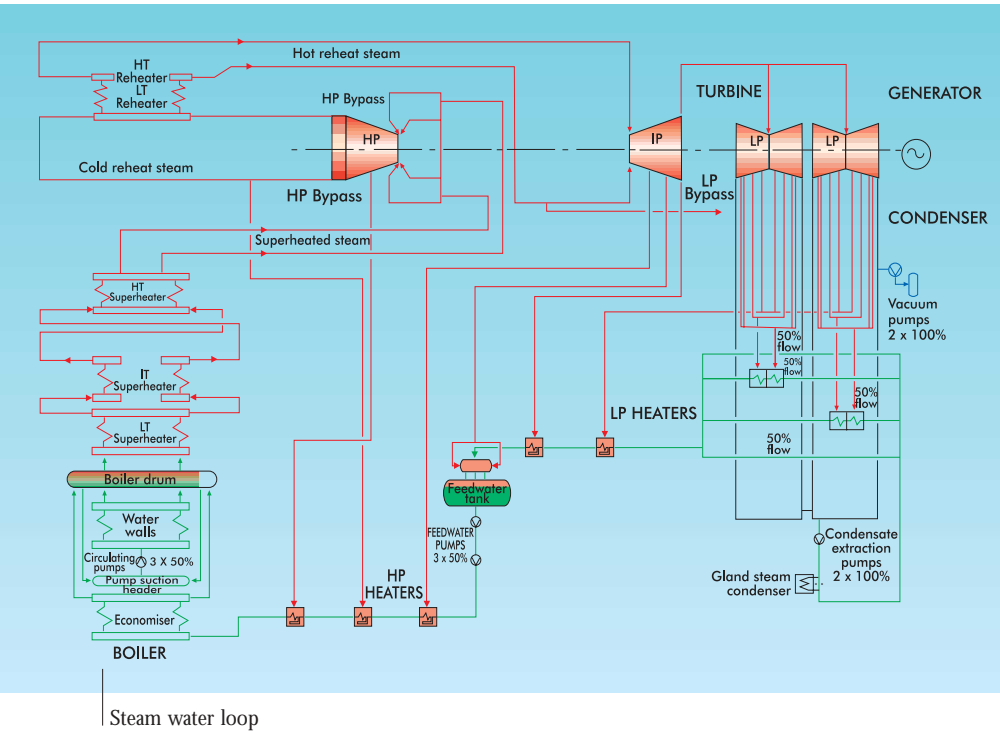 Hot reheat steam
HT
Reheater
LT
Reheater
HP Bypass
TURBINE
GENERATOR
HP
IP
LP
LP
Cold reheat steam
HP Bypass
LP
Bypass
CONDENSER
Superheated steam
HT
Superheater
Vacuum
pumps
2 x 100%
50%
flow
50%
flow
IT
Superheater
50%
flow
LP HEATERS
LT
Superheater
50%
flow
Boiler drum
Feedwater
tank
Water
walls
FEEDWATER
PUMPS
3 x 50%
Condensate
extraction
pumps
2 x 100%
Circulating
pumps
3 X 50%
Pump suction
header
HP
HEATERS
Gland steam
condenser
Economiser
BOILER
Steam water loop